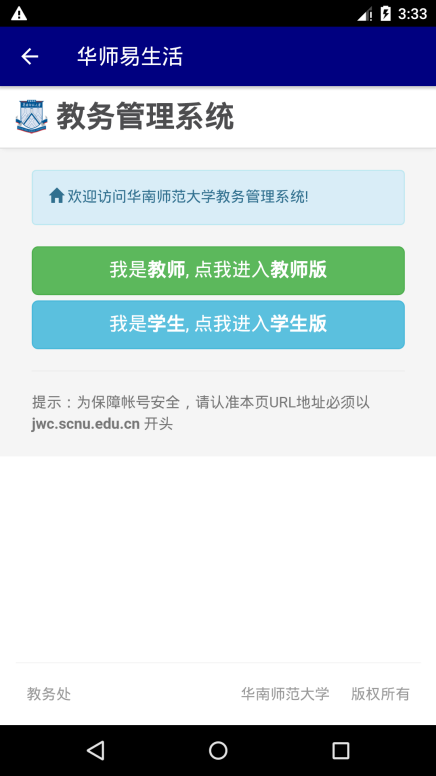 3:33
华师易生活
教务管理系统
欢迎访问华南师范大学教务管理系统!
我是教师, 点我进入教师版
我是学生, 点我进入学生版
提示：为保障帐号安全，请认准本页URL地址必须以
jwc.scnu.edu.cn 开头
教务处 华南师范大学 版权所有